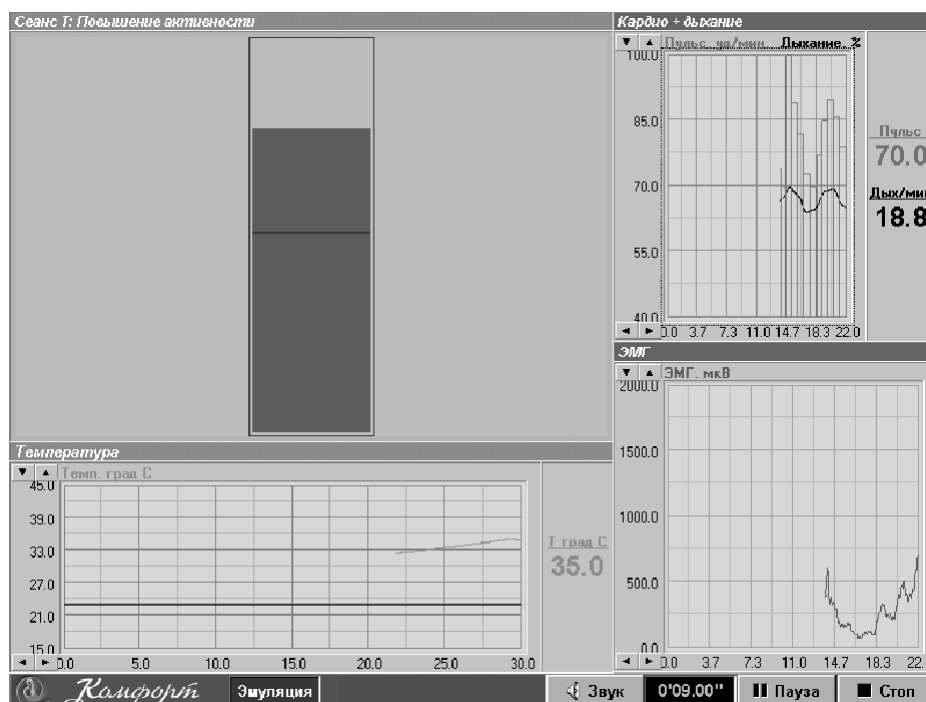 Сеанс Т: Повышение активности
Кардио + дыхание
Пульс уд/мин Дыхание %
100.0
85.0
70.0
55.0
40.0
0.0 3.7 7.3 11.0 14.7 18.3 22.0
Пульс
70.0
Дых/мин
18.8
ЭМГ
ЭМГ. мкВ
2000.0
1500.0
1000.0
500.0
0.0
0.0 3.7 7.3 11.0 14.7 18.3 22.
Температура
Темп. град С
45.0
39.0
33.0
27.0
21.0
15.0
0.0 5.0 10.0 15.0 20.0 25.0 30.0
Т град С
35.0
Комфорт Эмуляция Звук 0'09.00" Пауза Стоп